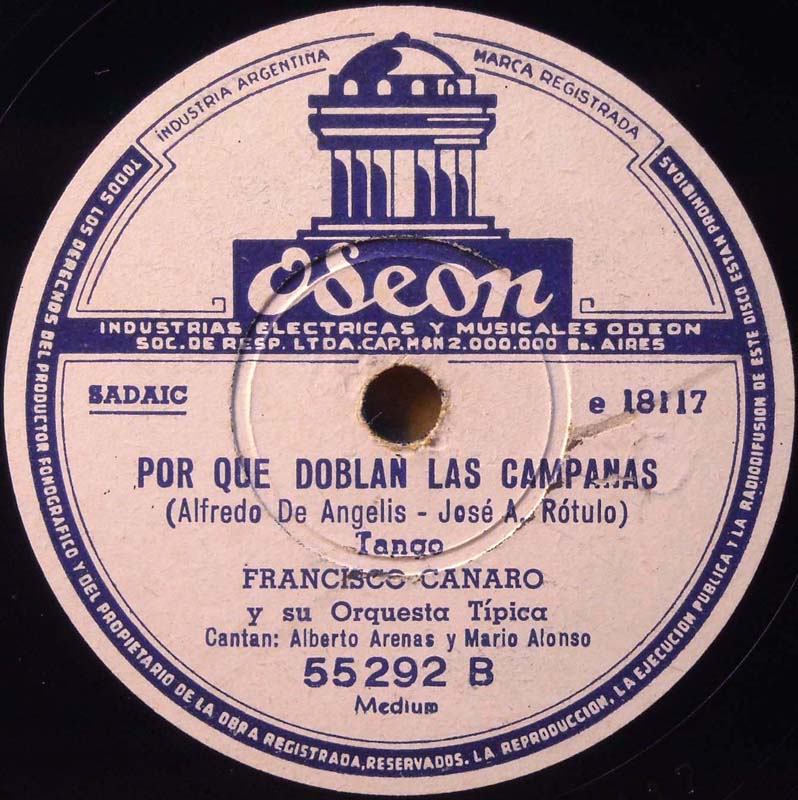 INDUSTRIA ARGENTINA
MARCA REGISTRADA
Odeon
INDUSTRIAS ELECTRICAS Y MUSICALES ODEON
SOC. DE RESP. LTDA. CAP. M$N 2.000.000 Bs. AIRES
SADAIC
e 18117
POR QUE DOBLAN LAS CAMPANAS
(Alfredo De Angelis - José A. Rótulo)
Tango
FRANCISCO CANARO
y su Orquesta Típica
Cantan: Alberto Arenas y Mario Alonso
55292 B
Medium
TODOS LOS DERECHOS DEL PRODUCTOR FONOGRAFICO Y DEL PROPIETARIO DE LA OBRA REGISTRADA, RESERVADOS. LA REPRODUCCION, LA EJECUCION PUBLICA Y LA RADIODIFUSION DE ESTE DISCO ESTAN PROHIBIDAS